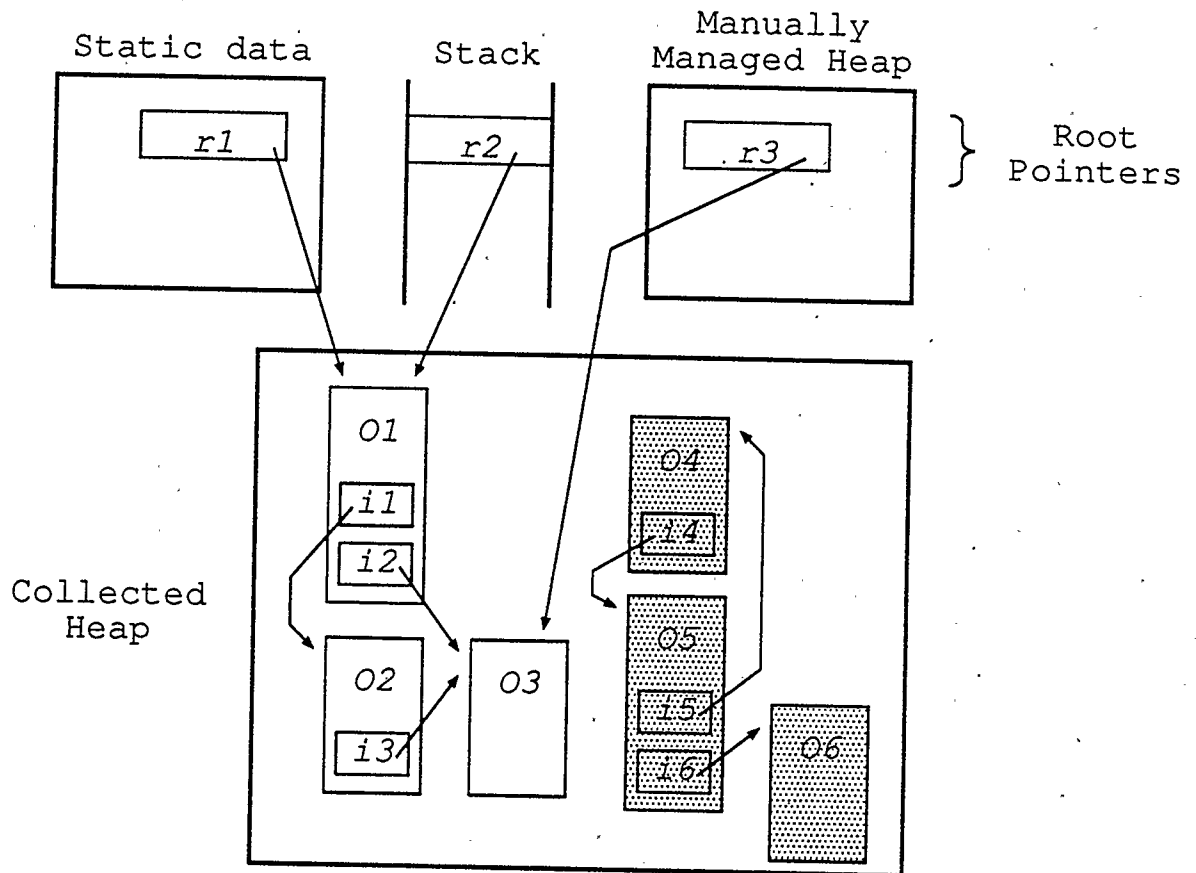 Static data
Stack
Manually
Managed Heap
r1
r2
r3
Root
Pointers
O1
i1
i2
O4
i4
Collected
Heap
O2
i3
O3
O5
i5
i6
O6